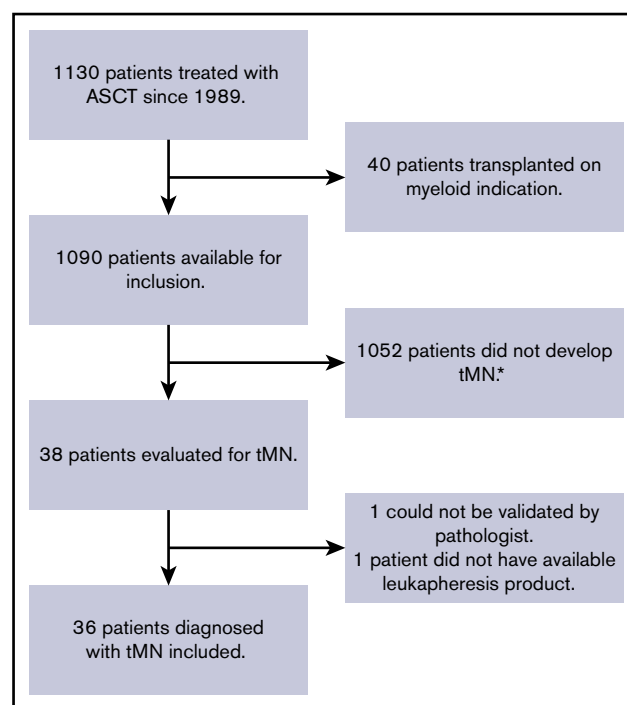 1130 patients treated with
ASCT since 1989.
40 patients transplanted on
myeloid indication.
1090 patients available for
inclusion.
1052 patients did not develop
tMN.*
38 patients evaluated for tMN.
1 could not be validated by
pathologist.
1 patient did not have available
leukapheresis product.
36 patients diagnosed
with tMN included.